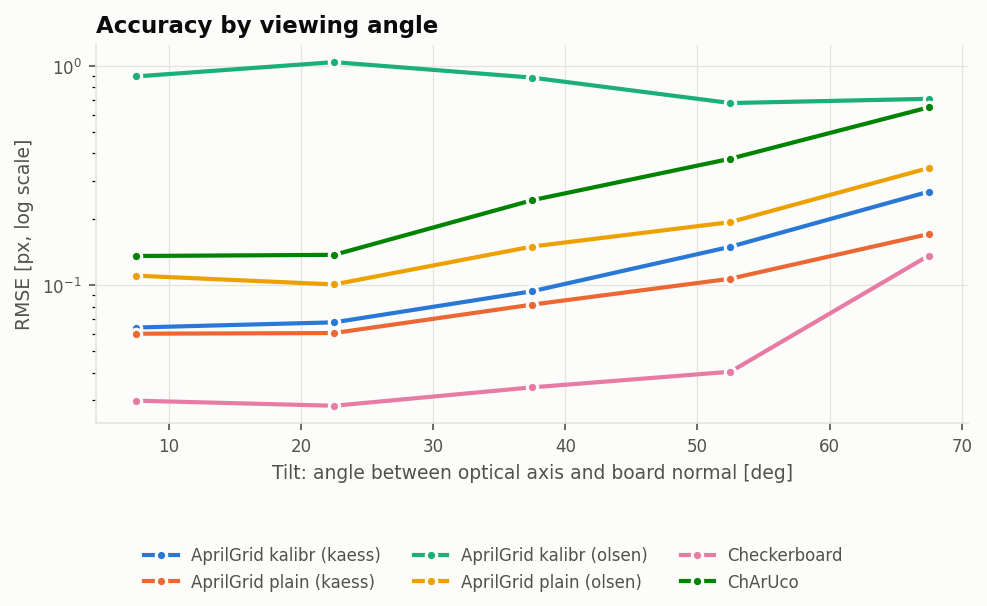 Accuracy by viewing angle
RMSE [px, log scale]
10⁰
10⁻¹
10 20 30 40 50 60 70
Tilt: angle between optical axis and board normal [deg]
AprilGrid kalibr (kaess) AprilGrid kalibr (olsen) Checkerboard
AprilGrid plain (kaess) AprilGrid plain (olsen) ChArUco